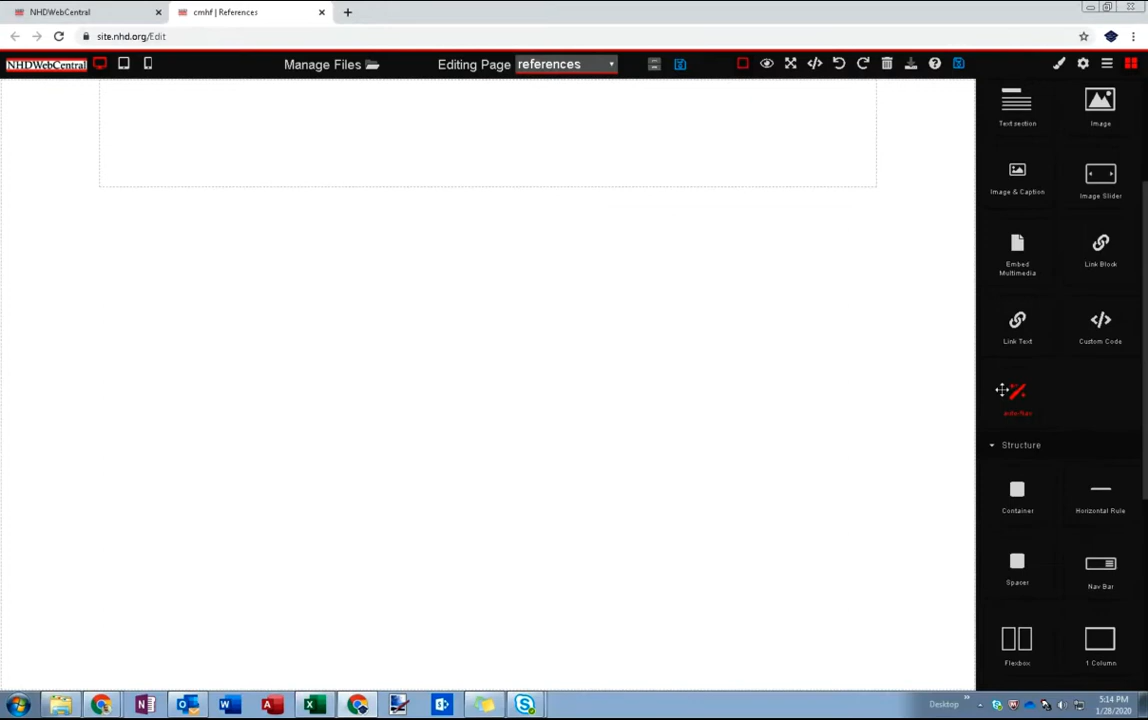 NHDWebCentral
cmhf | References
site.nhd.org/Edit
NHDWebCentral
Manage Files
Editing Page
references
Text section
Image
Image & Caption
Image Slider
Embed
Multimedia
Link Block
Link Text
Custom Code
auto-Nav
Structure
Container
Horizontal Rule
Spacer
Nav Bar
Flexbox
1 Column
Desktop
5:14 PM
1/28/2020